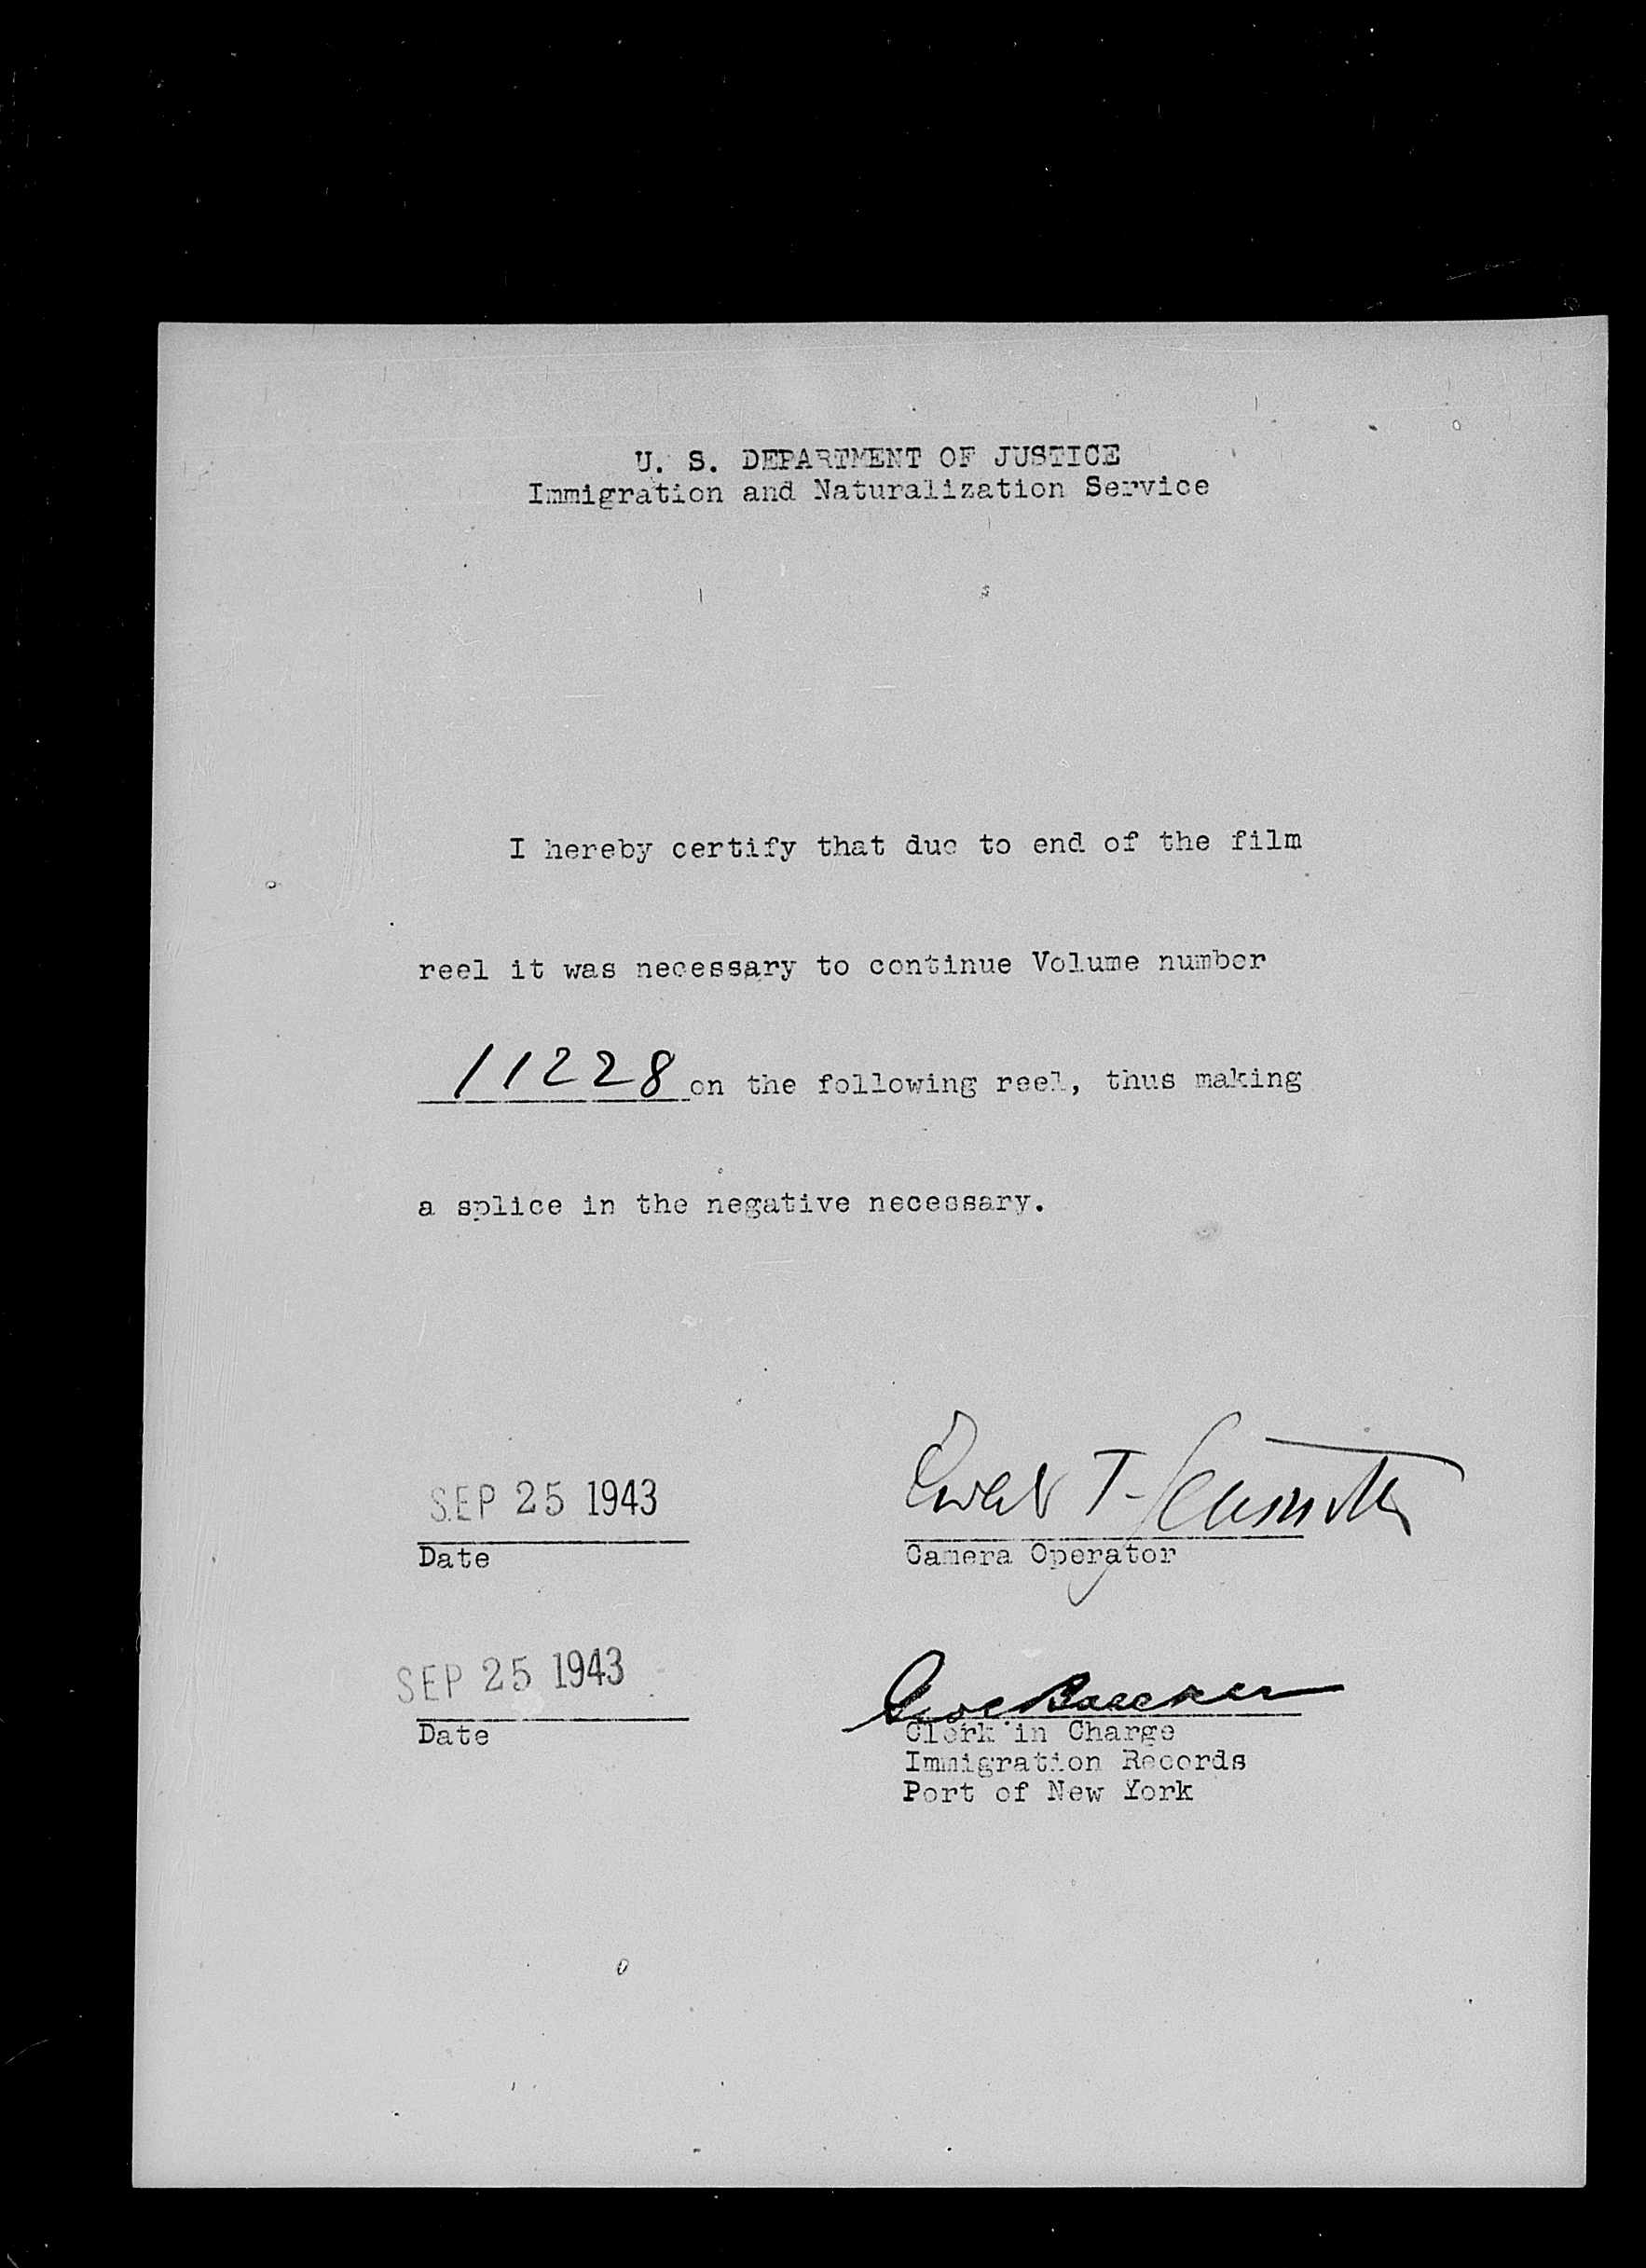 U. S. DEPARTMENT OF JUSTICE
Immigration and Naturalization Service
I hereby certify that due to end of the film
reel it was necessary to continue Volume number
11228 on the following reel, thus making
a splice in the negative necessary.
SEP 25 1943
Date
T.
Camera Operator
SEP 25 1943
Date
Baecker
Clerk in Charge
Immigration Records
Port of New York